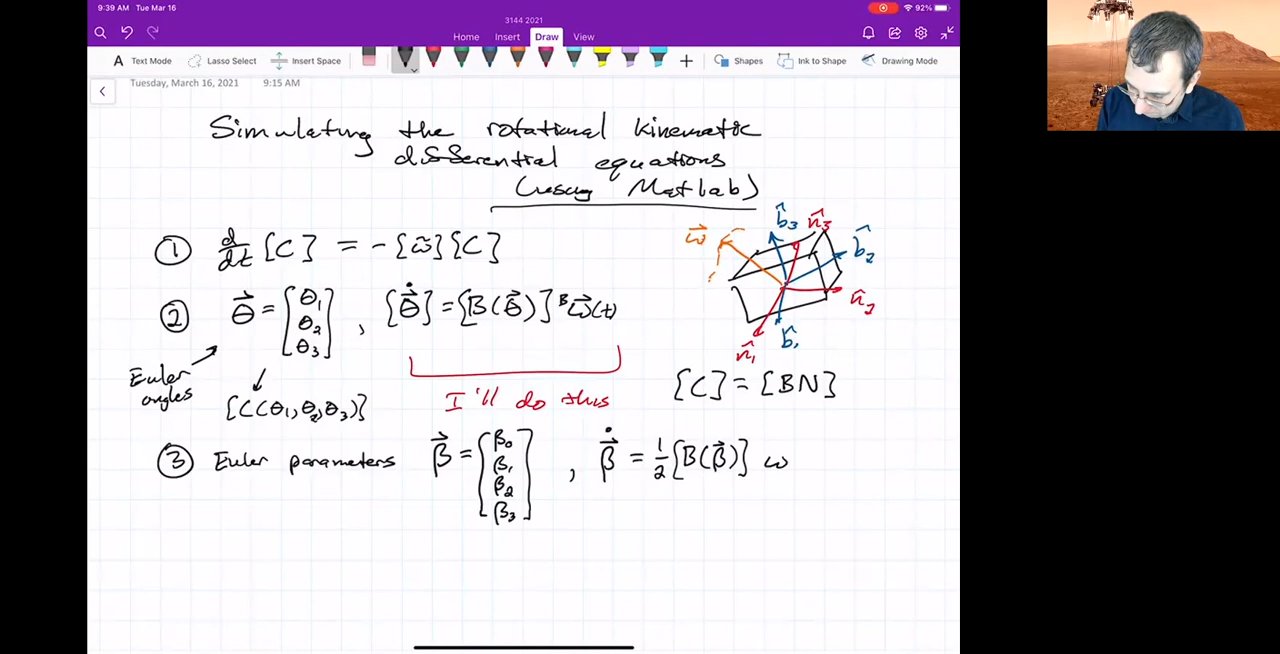 9:39 AM Tue Mar 16
92%
3144 2021
Home Insert Draw View
Text Mode Lasso Select Insert Space Shapes Ink to Shape Drawing Mode
Tuesday, March 16, 2021 9:15 AM
Simulating the rotational kinematic
differential equations
(using Matlab)
① d/dt [C] = -[ω̃][C]
② θ⃗ = [θ₁ θ₂ θ₃], [θ⃗̇] = [B(θ⃗)] ᴮω⃗(t)
Euler angles
[C(θ₁,θ₂,θ₃)]
I'll do this
ω⃗ b̂₃ n̂₃ b̂₂ n̂₂ b̂₁ n̂₁
[C] = [BN]
③ Euler parameters β⃗ = [β₀ β₁ β₂ β₃], β⃗̇ = ½[B(β⃗)] ω